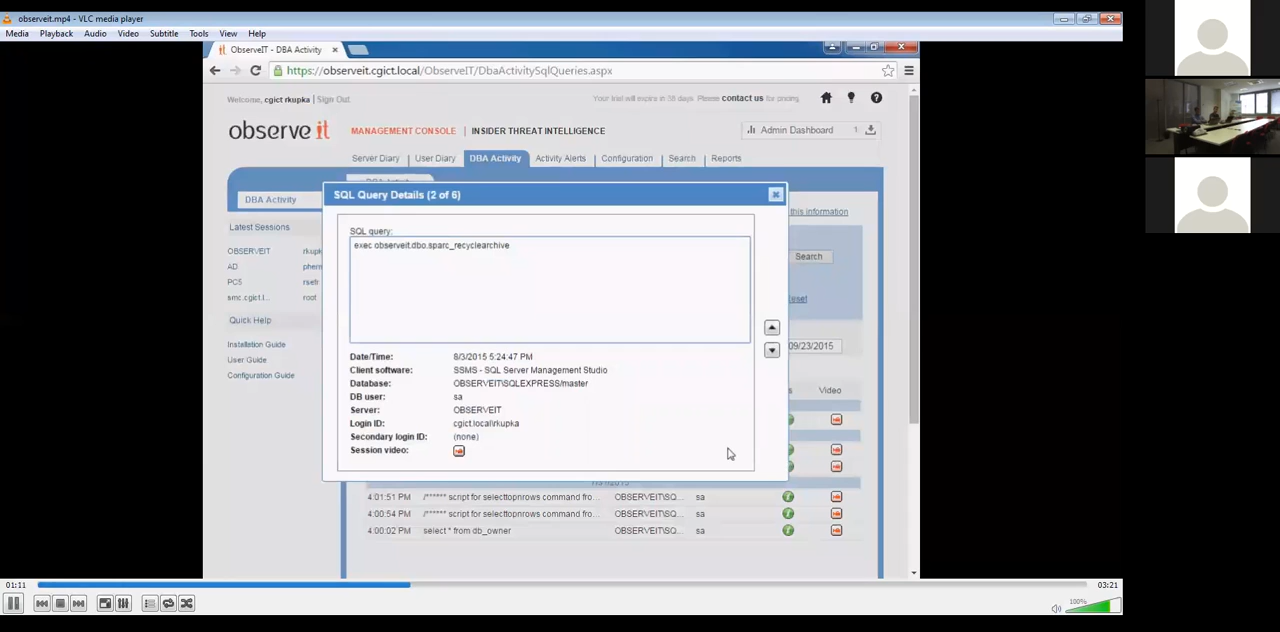 observeit.mp4 - VLC media player
Media Playback Audio Video Subtitle Tools View Help
ObserveIT - DBA Activity
https://observeit.cgict.local/ObserveIT/DbaActivitySqlQueries.aspx
Welcome, cgict rkupka | Sign Out
Your trial will expire in 38 days. Please contact us for pricing.
observe it MANAGEMENT CONSOLE | INSIDER THREAT INTELLIGENCE
Admin Dashboard 1
Server Diary | User Diary DBA Activity Activity Alerts | Configuration | Search | Reports
DBA Activity
SQL Query Details (2 of 6)
this information
Latest Sessions
OBSERVEIT
AD
PC5
smc.cgict.l... root
Quick Help
Installation Guide
User Guide
Configuration Guide
SQL query:
exec observeit.dbo.sparc_recyclearchive
Search
09/23/2015
Video
Date/Time: 8/3/2015 5:24:47 PM
Client software: SSMS - SQL Server Management Studio
Database: OBSERVEIT\SQLEXPRESS/master
DB user: sa
Server: OBSERVEIT
Login ID: cgict.local\rkupka
Secondary login ID: (none)
Session video:
4:01:51 PM /****** script for selecttopnrows command fro... OBSERVEIT\SQ... sa
4:00:54 PM /****** script for selecttopnrows command fro... OBSERVEIT\SQ... sa
4:00:02 PM select * from db_owner OBSERVEIT\SQ... sa
01:11
03:21
100%